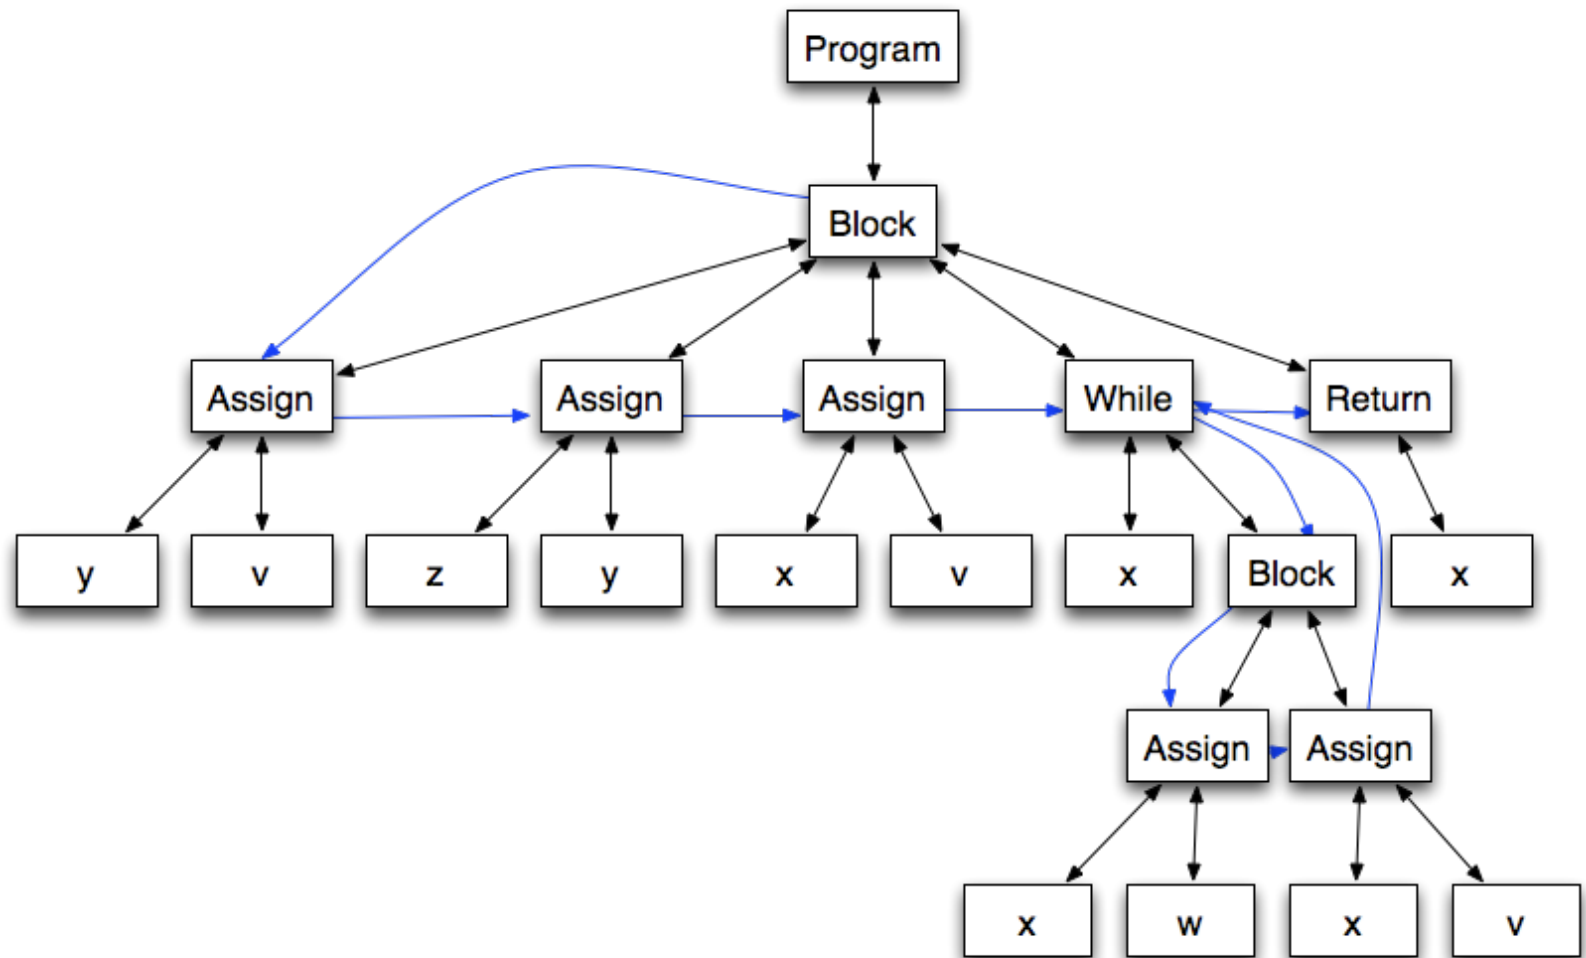 Program
Block
Assign Assign Assign While Return
y v z y x v x Block x
Assign Assign
x w x v